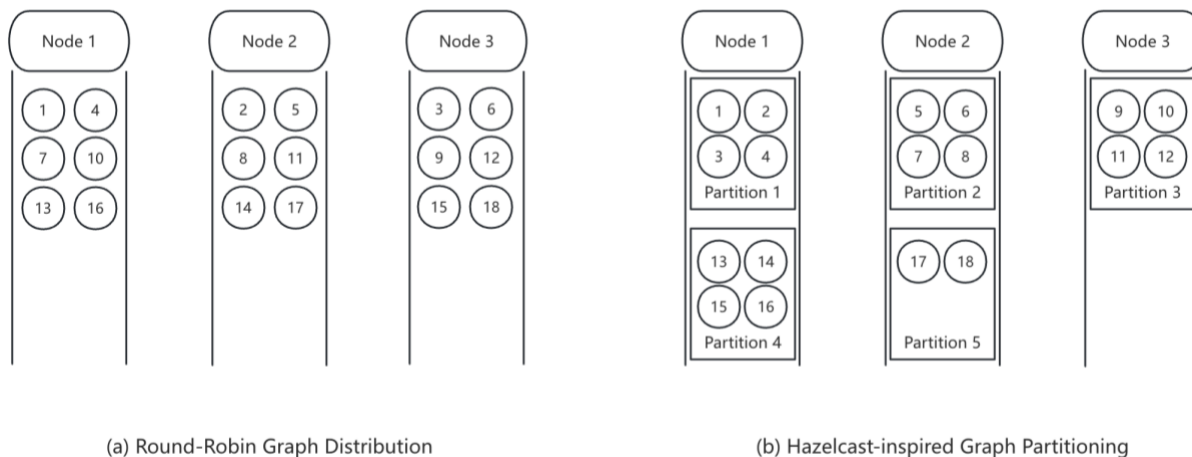 Node 1 Node 2 Node 3 Node 1 Node 2 Node 3
1 4 2 5 3 6 1 2 5 6 9 10
7 10 8 11 9 12 3 4 7 8 11 12
Partition 1 Partition 2 Partition 3
13 16 14 17 15 18
13 14 17 18
15 16
Partition 4 Partition 5
(a) Round-Robin Graph Distribution (b) Hazelcast-inspired Graph Partitioning